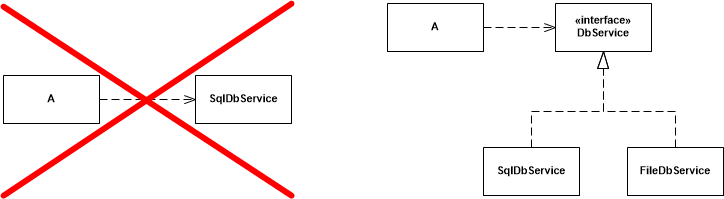 A
SqlDbService
A
«interface»
DbService
SqlDbService
FileDbService